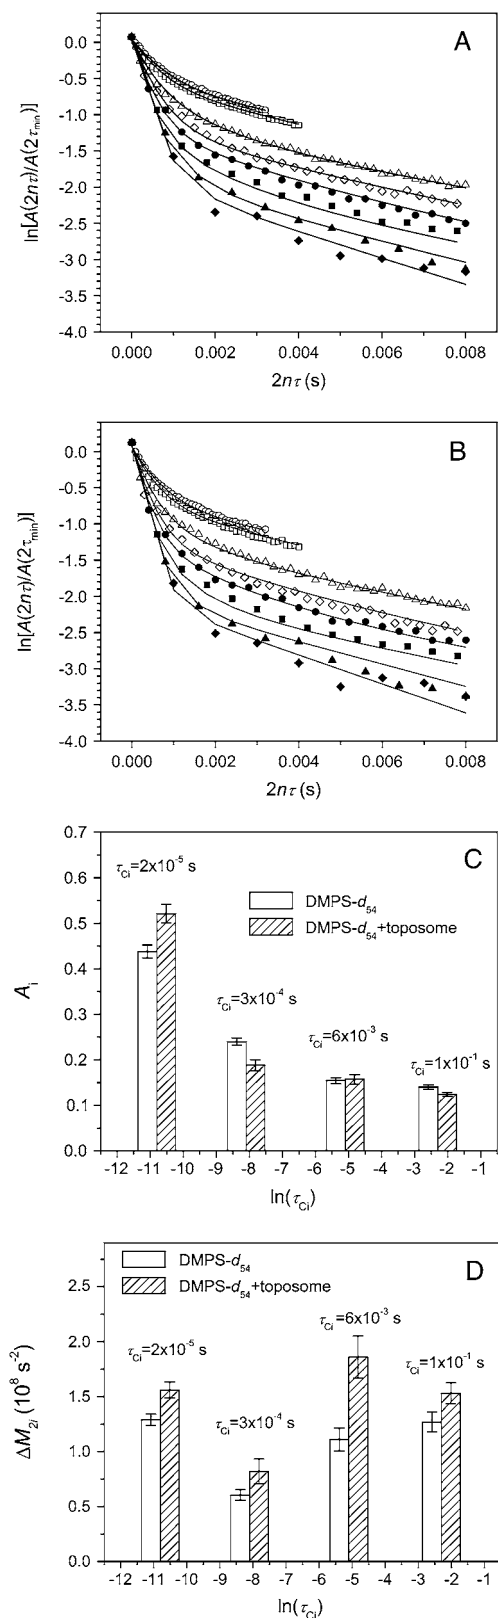 A
0.0
-0.5
-1.0
-1.5
-2.0
-2.5
-3.0
-3.5
-4.0
ln[A(2nτ)/A(2τmin)]
0.000 0.002 0.004 0.006 0.008
2nτ (s)
B
0.0
-0.5
-1.0
-1.5
-2.0
-2.5
-3.0
-3.5
-4.0
ln[A(2nτ)/A(2τmin)]
0.000 0.002 0.004 0.006 0.008
2nτ (s)
C
0.7
0.6
0.5
0.4
0.3
0.2
0.1
0.0
Ai
τCi=2x10-5 s
DMPS-d54
DMPS-d54+toposome
τCi=3x10-4 s
τCi=6x10-3 s
τCi=1x10-1 s
-12 -11 -10 -9 -8 -7 -6 -5 -4 -3 -2 -1
ln(τCi)
D
DMPS-d54
DMPS-d54+toposome
2.5
2.0
1.5
1.0
0.5
0.0
ΔM2i (108 s-2)
τCi=2x10-5 s
τCi=3x10-4 s
τCi=6x10-3 s
τCi=1x10-1 s
-12 -11 -10 -9 -8 -7 -6 -5 -4 -3 -2 -1
ln(τCi)